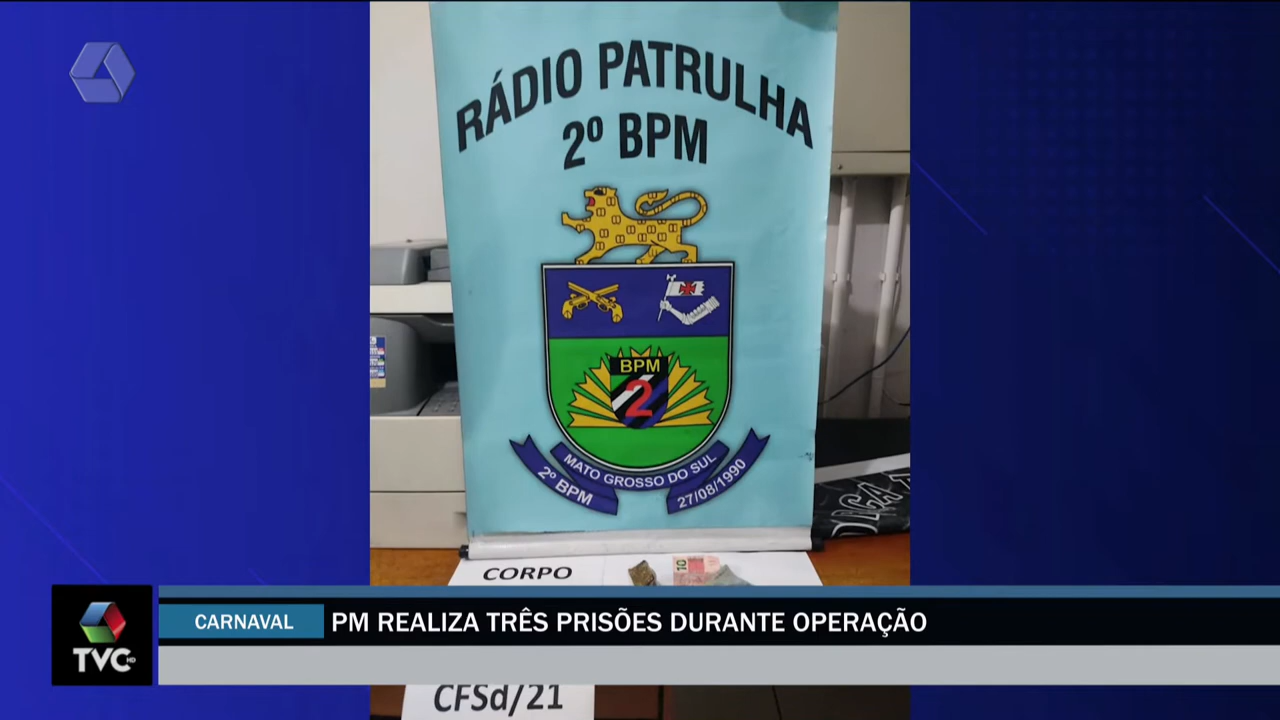 RÁDIO PATRULHA
2º BPM
BPM
2
MATO GROSSO DO SUL
2º BPM
27/08/1990
10
CORPO
CARNAVAL
PM REALIZA TRÊS PRISÕES DURANTE OPERAÇÃO
TVC HD
CFSd/21